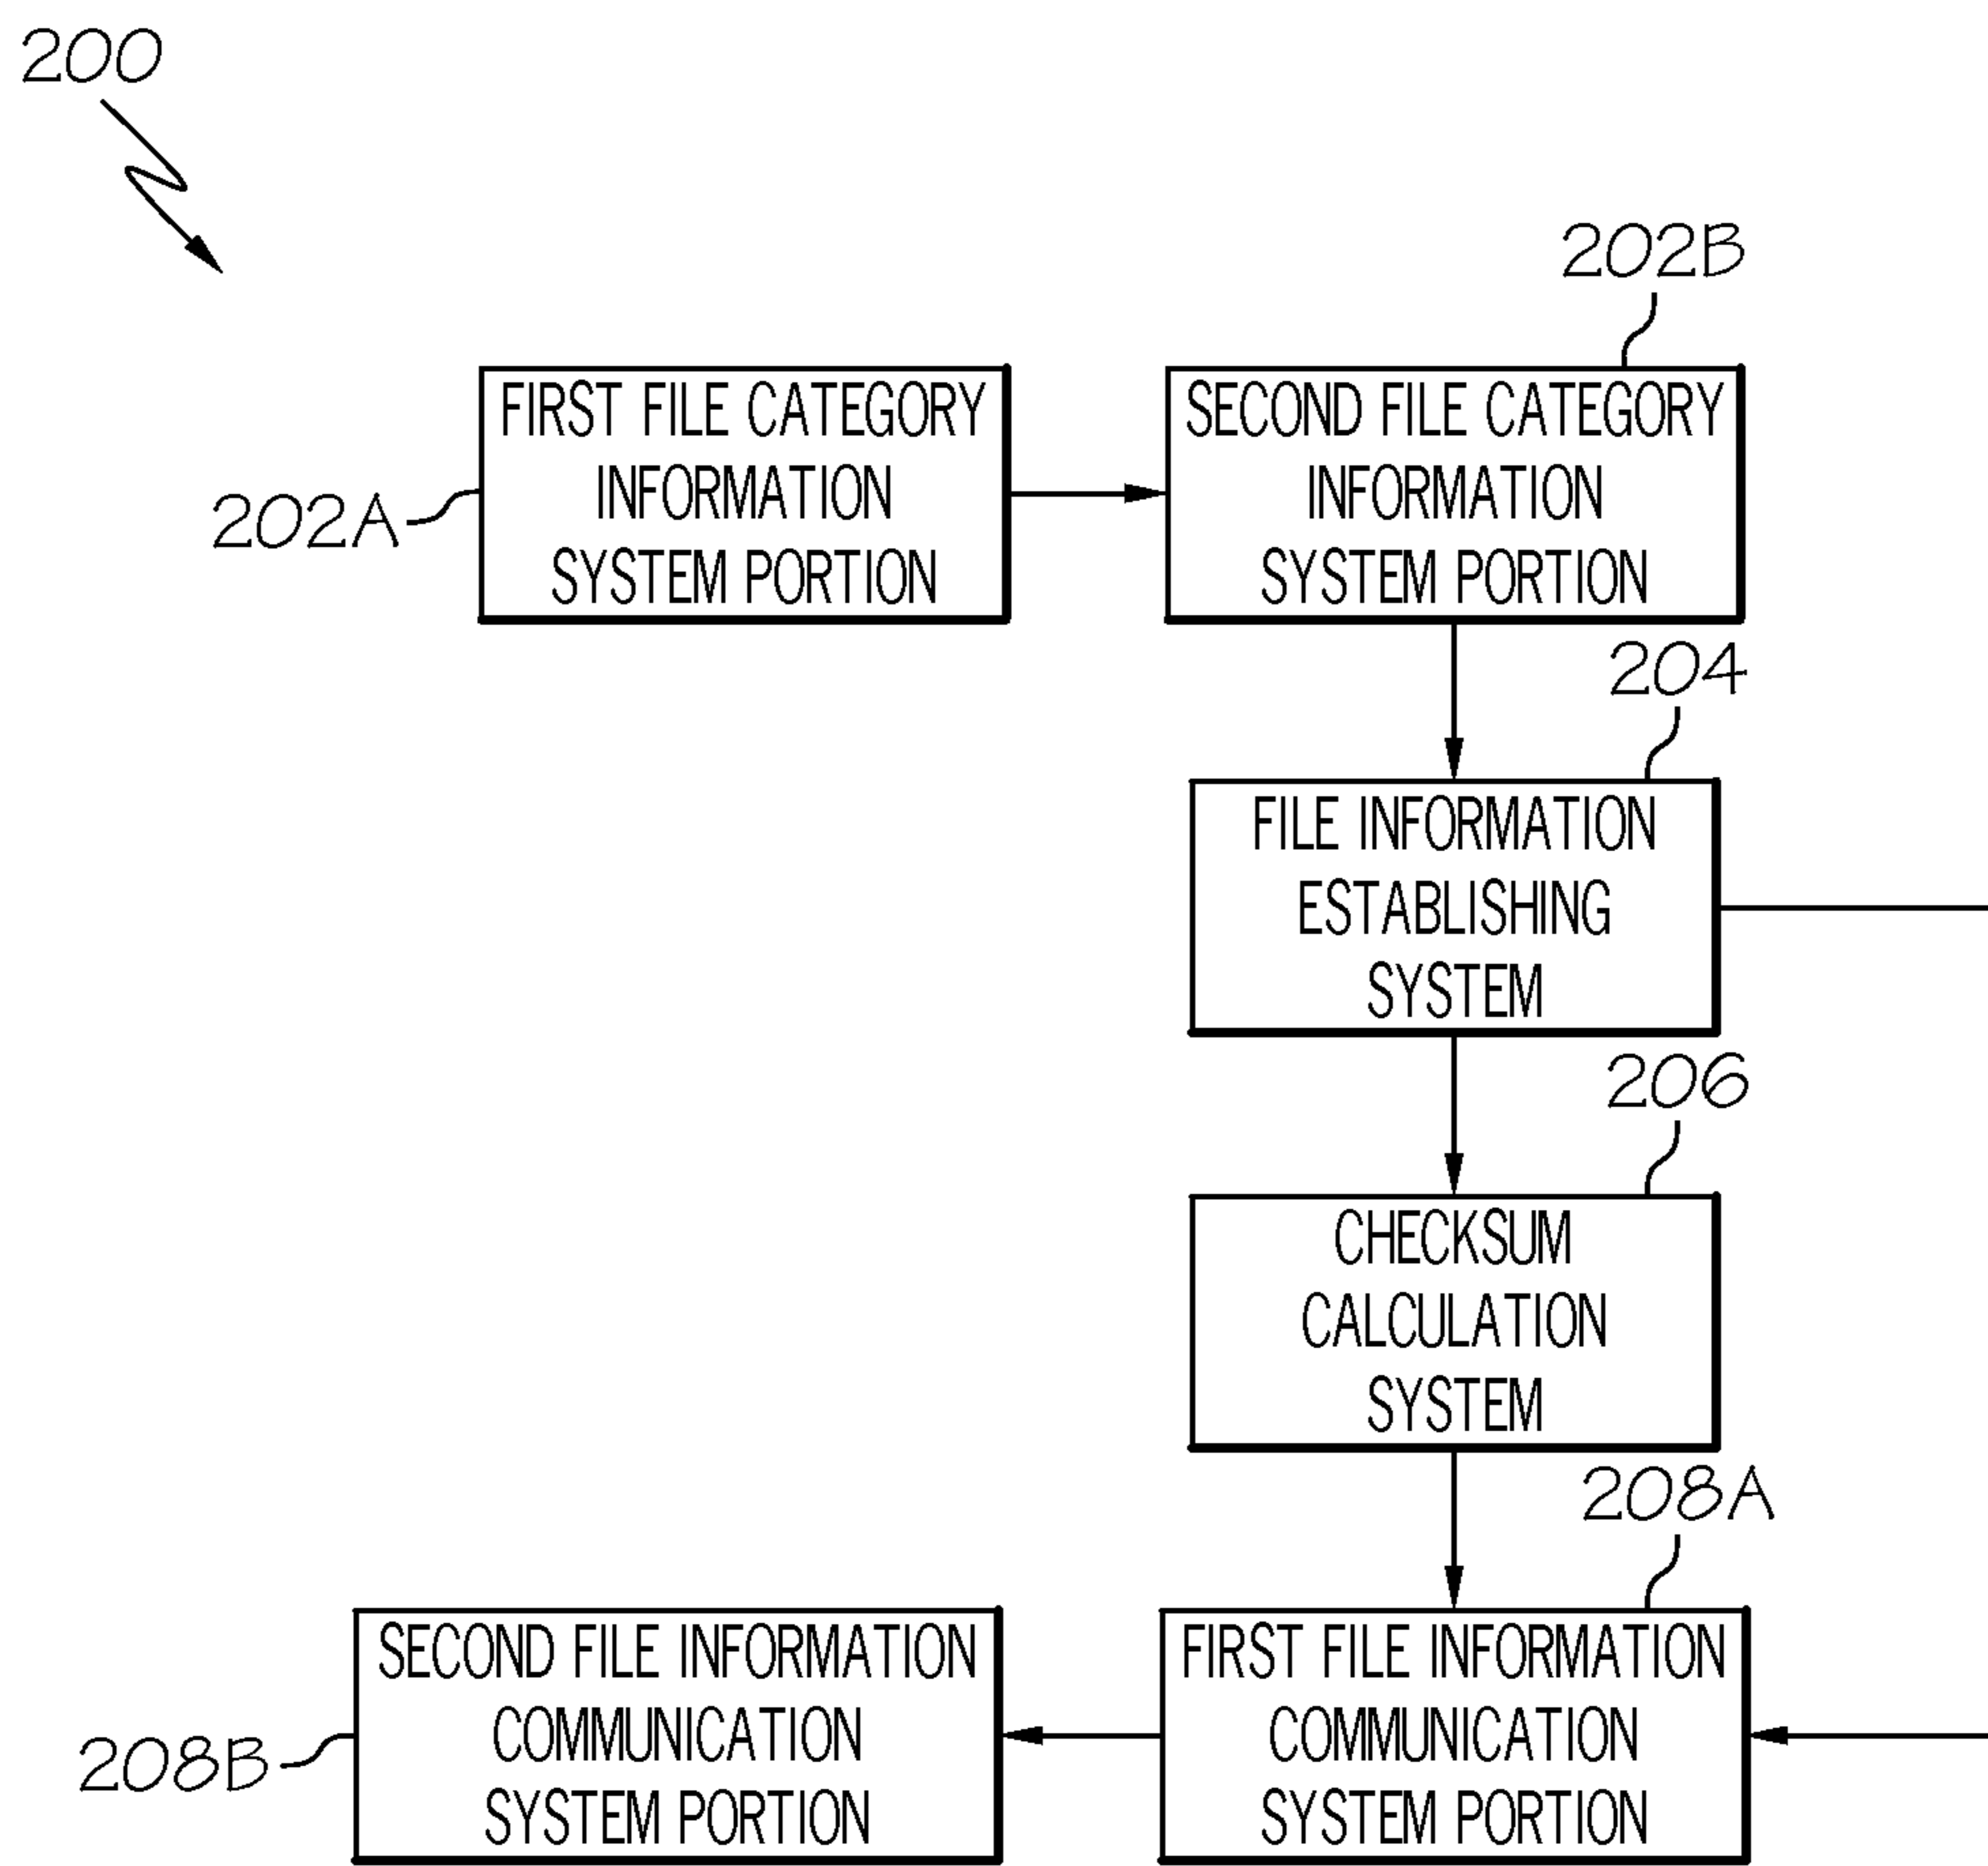 200
202B
FIRST FILE CATEGORY
INFORMATION
SYSTEM PORTION
SECOND FILE CATEGORY
INFORMATION
SYSTEM PORTION
202A
204
FILE INFORMATION
ESTABLISHING
SYSTEM
206
CHECKSUM
CALCULATION
SYSTEM
208A
SECOND FILE INFORMATION
COMMUNICATION
SYSTEM PORTION
FIRST FILE INFORMATION
COMMUNICATION
SYSTEM PORTION
208B